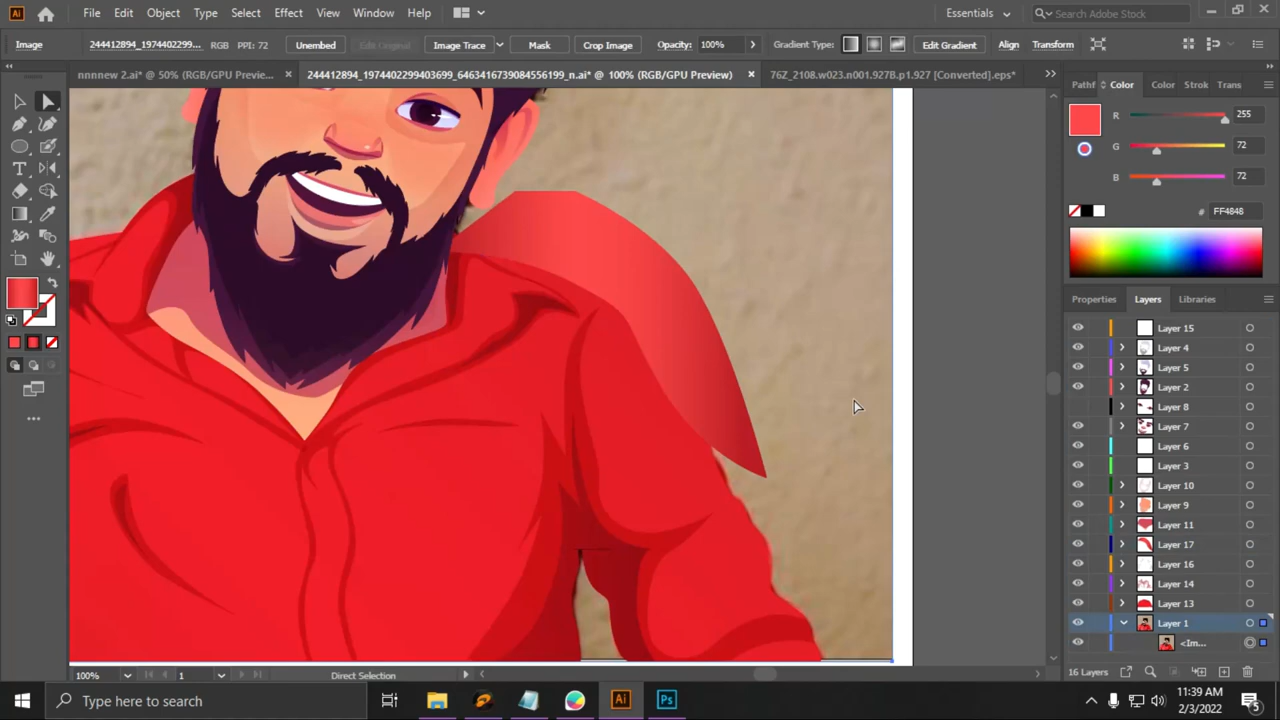 Ai File Edit Object Type Select Effect View Window Help Essentials Search Adobe Stock
Image 244412894_1974402299... RGB PPI: 72 Unembed Edit Original Image Trace Mask Crop Image Opacity: 100% Gradient Type: Edit Gradient Align Transform
nnnnew 2.ai* @ 50% (RGB/GPU Previe... × 244412894_1974402299403699_6463416739084556199_n.ai* @ 100% (RGB/GPU Preview) × 76Z_2108.w023.n001.927B.p1.927 [Converted].eps*
Pathf Color Color Strok Trans
R 255
G 72
B 72
# FF4848
Properties Layers Libraries
Layer 15
Layer 4
Layer 5
Layer 2
Layer 8
Layer 7
Layer 6
Layer 3
Layer 10
Layer 9
Layer 11
Layer 17
Layer 16
Layer 14
Layer 13
Layer 1
<Im...
16 Layers
100% 1 Direct Selection
Type here to search Ai Ps 11:39 AM
2/3/2022 5